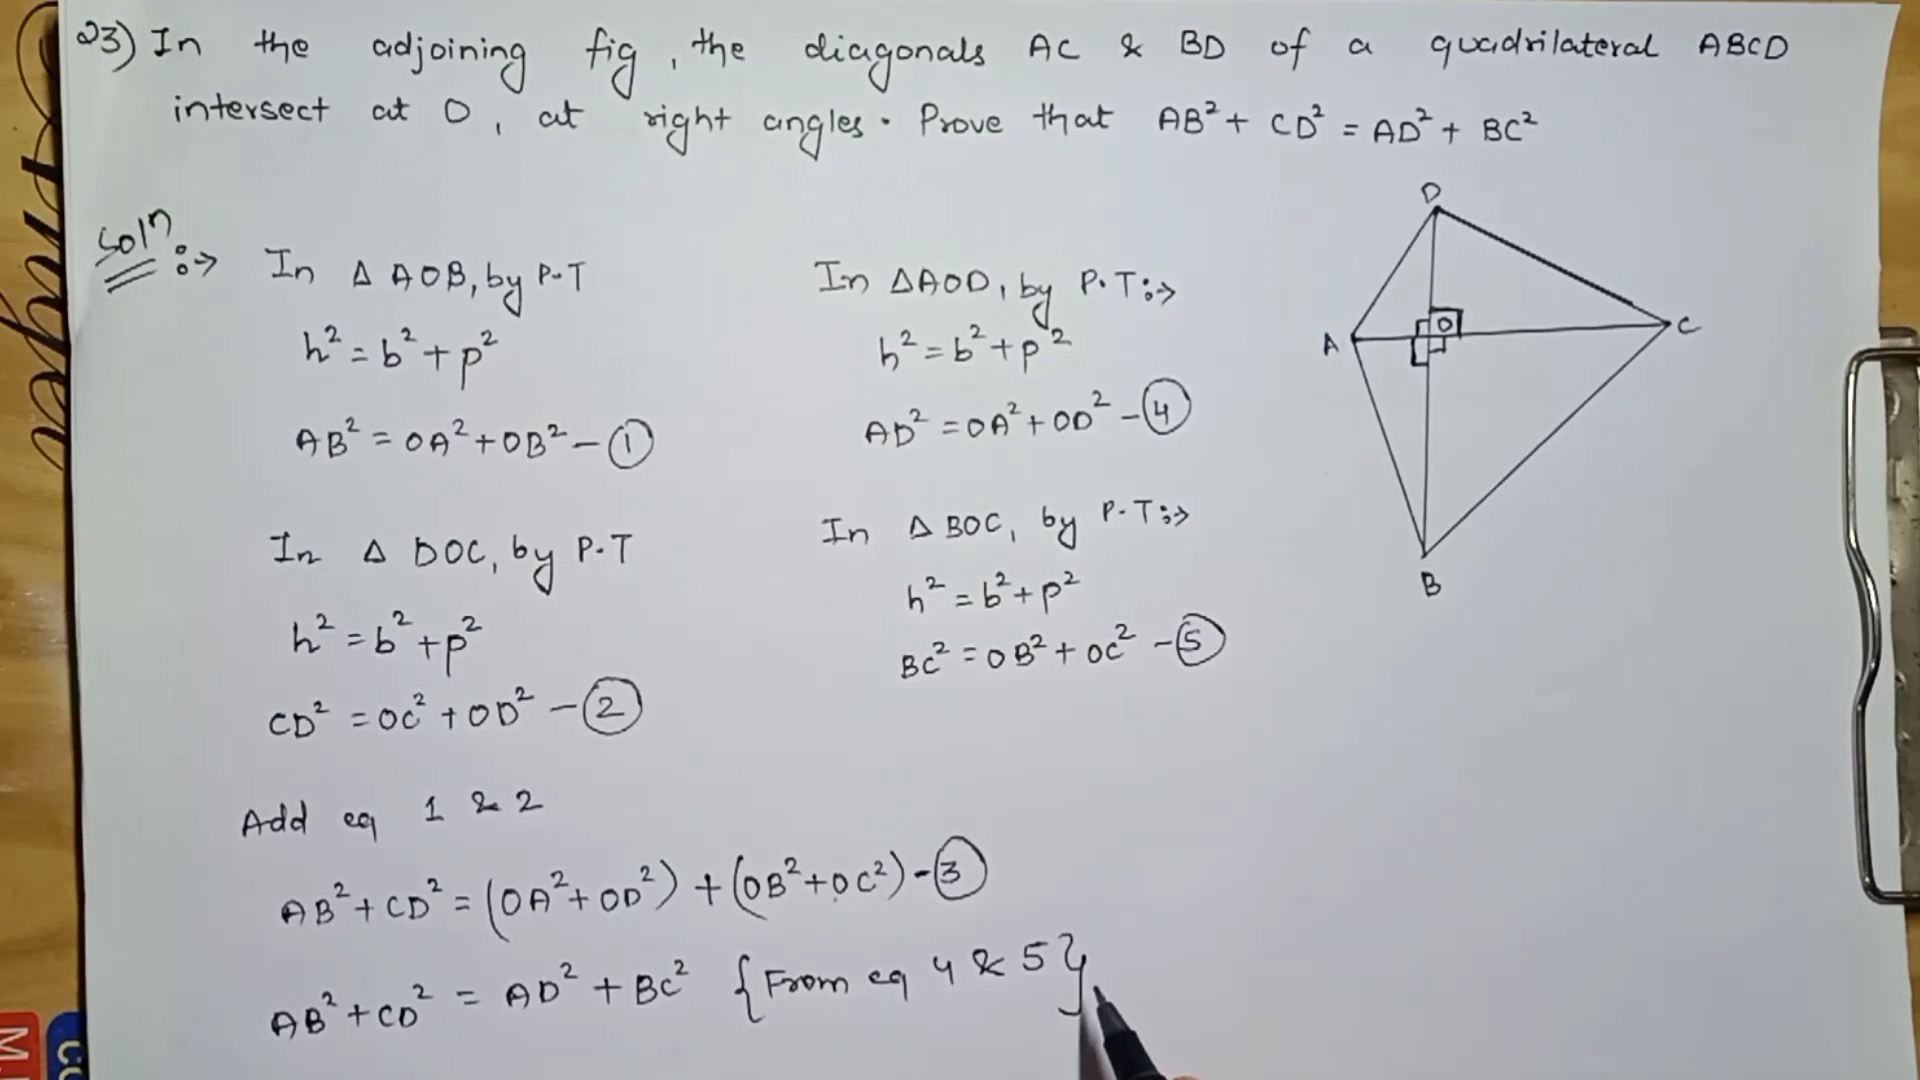 23) In the adjoining fig, the diagonals AC & BD of a quadrilateral ABCD
intersect at O, at right angles. Prove that AB² + CD² = AD² + BC²
Solⁿ :->
In Δ AOB, by P.T
h² = b² + p²
AB² = OA² + OB² - ①
In Δ DOC, by P.T
h² = b² + p²
CD² = OC² + OD² - ②
Add eq 1 & 2
AB² + CD² = (OA² + OD²) + (OB² + OC²) - ③
AB² + CD² = AD² + BC² {From eq 4 & 5}
In ΔAOD, by P.T :->
h² = b² + p²
AD² = OA² + OD² - ④
In Δ BOC, by P.T :->
h² = b² + p²
BC² = OB² + OC² - ⑤
D
A
O
C
B